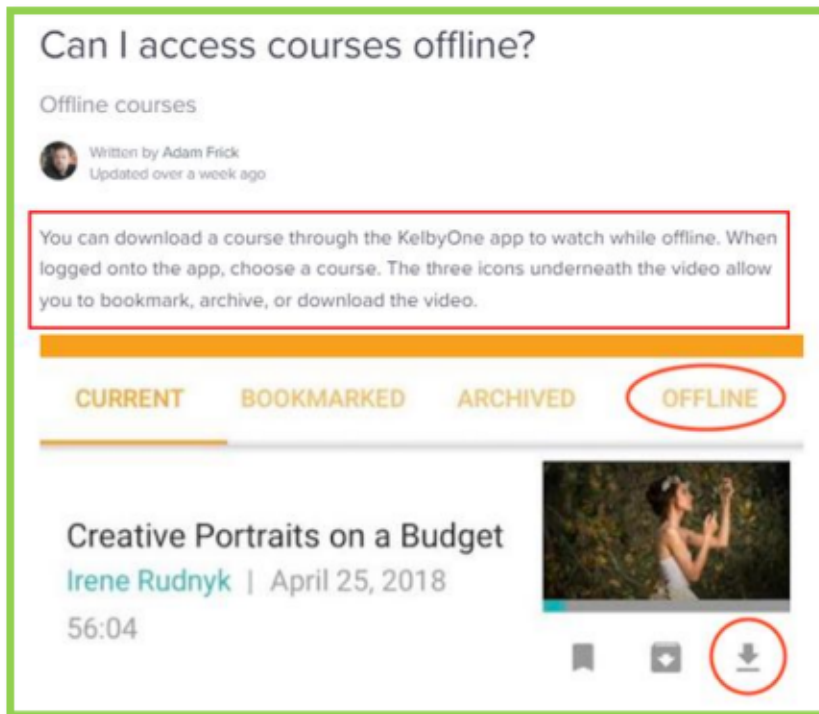 Can I access courses offline?
Offline courses
Written by Adam Frick
Updated over a week ago
You can download a course through the KelbyOne app to watch while offline. When
logged onto the app, choose a course. The three icons underneath the video allow
you to bookmark, archive, or download the video.
CURRENT BOOKMARKED ARCHIVED OFFLINE
Creative Portraits on a Budget
Irene Rudnyk | April 25, 2018
56:04